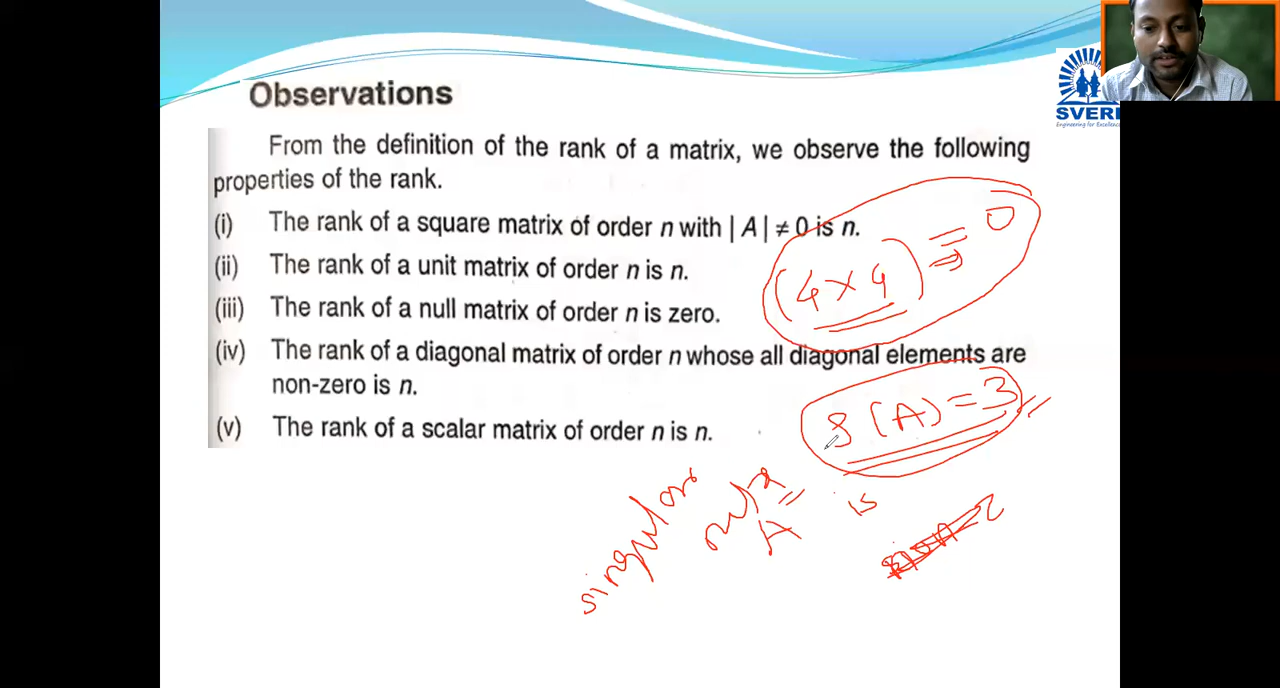 SVERI
Engineering for Excellence
Observations
From the definition of the rank of a matrix, we observe the following
properties of the rank.
(i) The rank of a square matrix of order n with | A | ≠ 0 is n.
(ii) The rank of a unit matrix of order n is n.
(iii) The rank of a null matrix of order n is zero.
(iv) The rank of a diagonal matrix of order n whose all diagonal elements are
non-zero is n.
(v) The rank of a scalar matrix of order n is n.
(4 × 4) = 0
(A) = 3
singular
A is